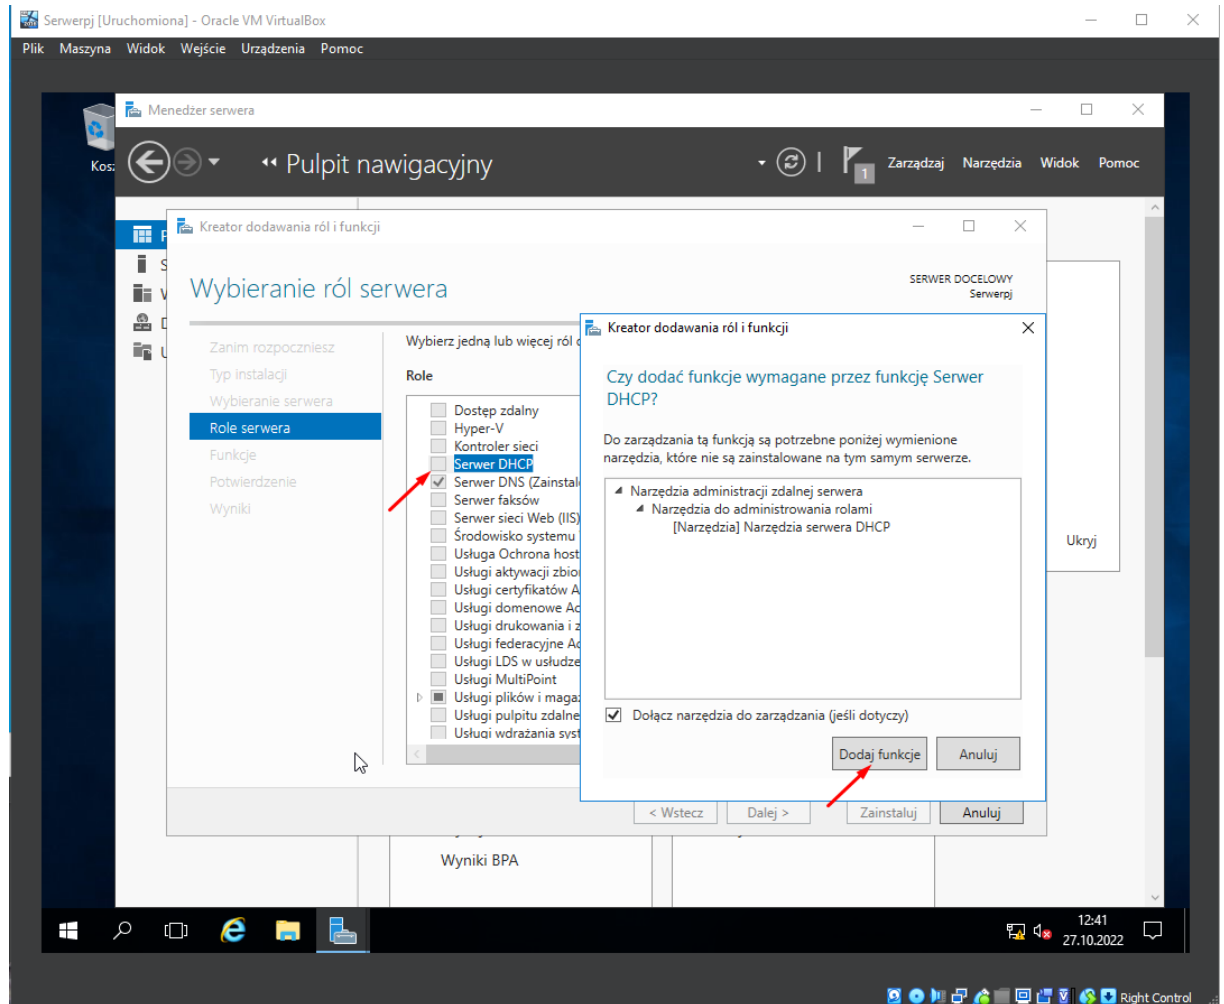 Serwerpj [Uruchomiona] - Oracle VM VirtualBox
Plik Maszyna Widok Wejście Urządzenia Pomoc
Menedżer serwera
Kosz
Pulpit nawigacyjny
1
Zarządzaj Narzędzia Widok Pomoc
Kreator dodawania ról i funkcji
Wybieranie ról serwera
SERWER DOCELOWY
Serwerpj
Zanim rozpoczniesz
Typ instalacji
Wybieranie serwera
Role serwera
Funkcje
Potwierdzenie
Wyniki
Wybierz jedną lub więcej ról
Role
Dostęp zdalny
Hyper-V
Kontroler sieci
Serwer DHCP
Serwer DNS (Zainstal
Serwer faksów
Serwer sieci Web (IIS)
Środowisko systemu
Usługa Ochrona host
Usługi aktywacji zbio
Usługi certyfikatów A
Usługi domenowe Ac
Usługi drukowania i z
Usługi federacyjne Ac
Usługi LDS w usłudze
Usługi MultiPoint
Usługi plików i magaz
Usługi pulpitu zdalne
Usługi wdrażania syst
Kreator dodawania ról i funkcji
Czy dodać funkcje wymagane przez funkcję Serwer
DHCP?
Do zarządzania tą funkcją są potrzebne poniżej wymienione
narzędzia, które nie są zainstalowane na tym samym serwerze.
Narzędzia administracji zdalnej serwera
Narzędzia do administrowania rolami
[Narzędzia] Narzędzia serwera DHCP
Dołącz narzędzia do zarządzania (jeśli dotyczy)
Dodaj funkcje Anuluj
Ukryj
< Wstecz Dalej > Zainstaluj Anuluj
Wyniki BPA
12:41
27.10.2022
Right Control